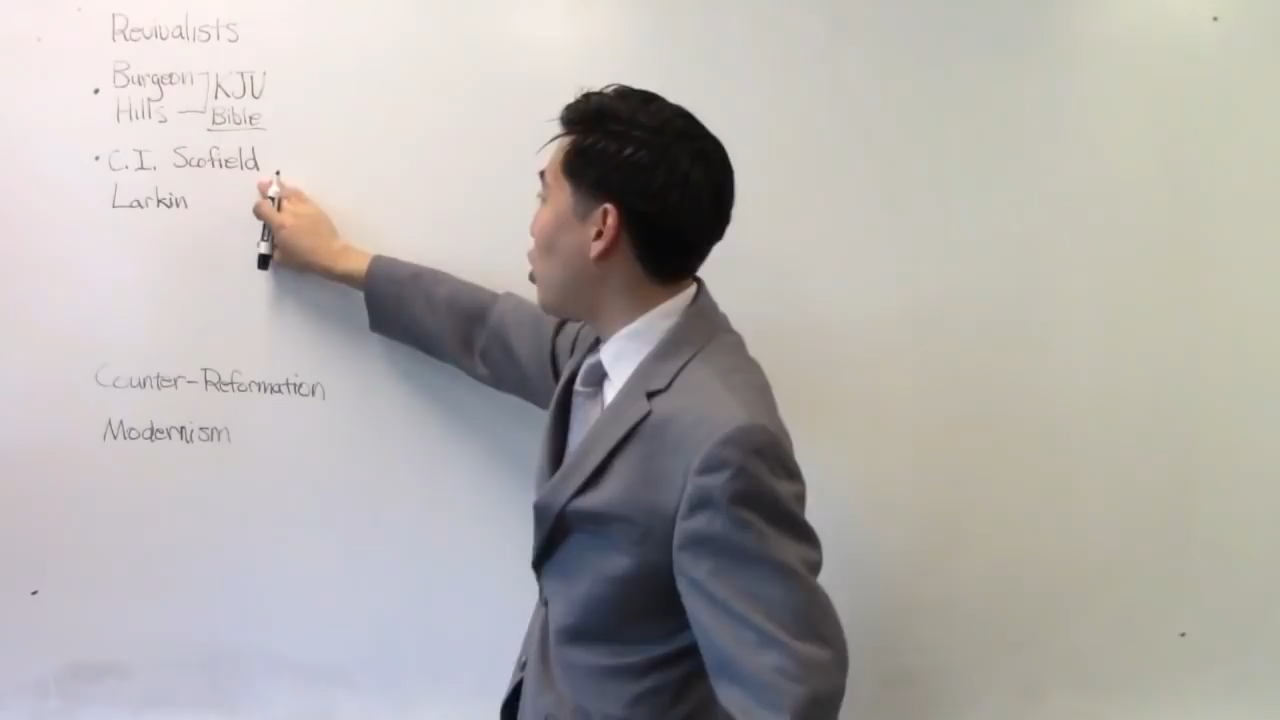 Revivalists
• Burgeon KJV
Hills Bible
• C.I. Scofield
Larkin
Counter-Reformation
Modernism